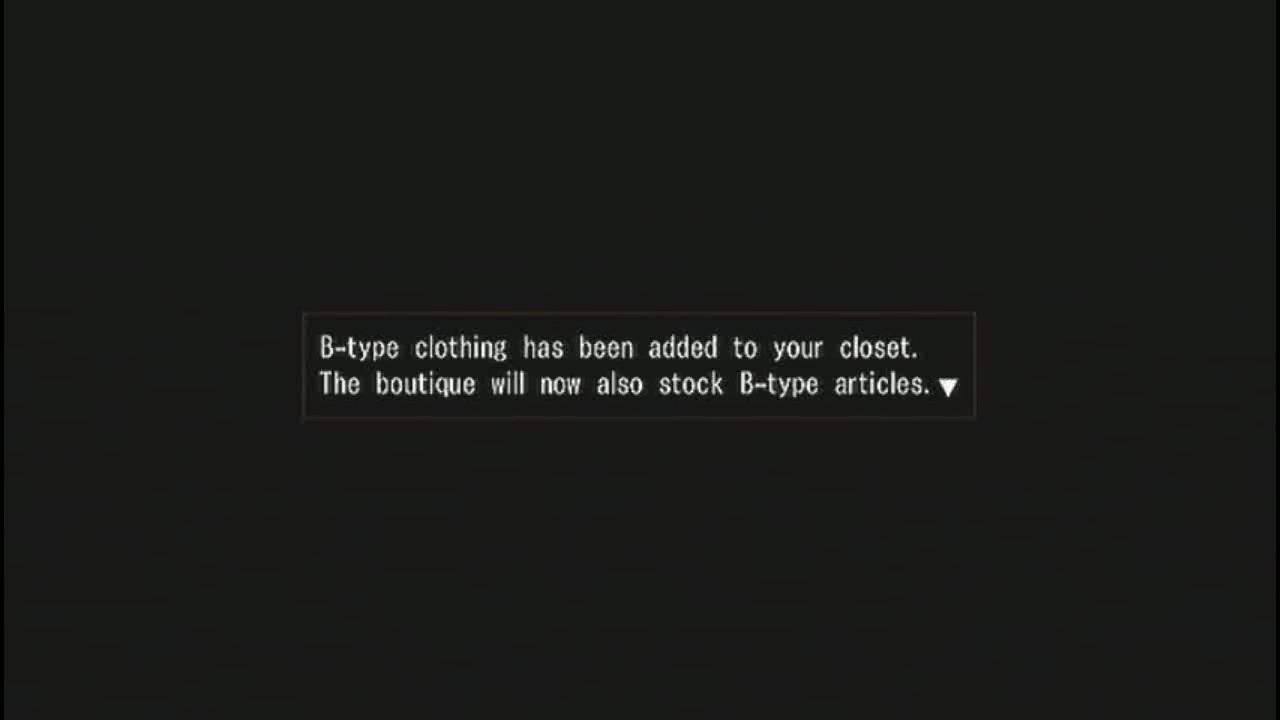 B-type clothing has been added to your closet.
The boutique will now also stock B-type articles.▼